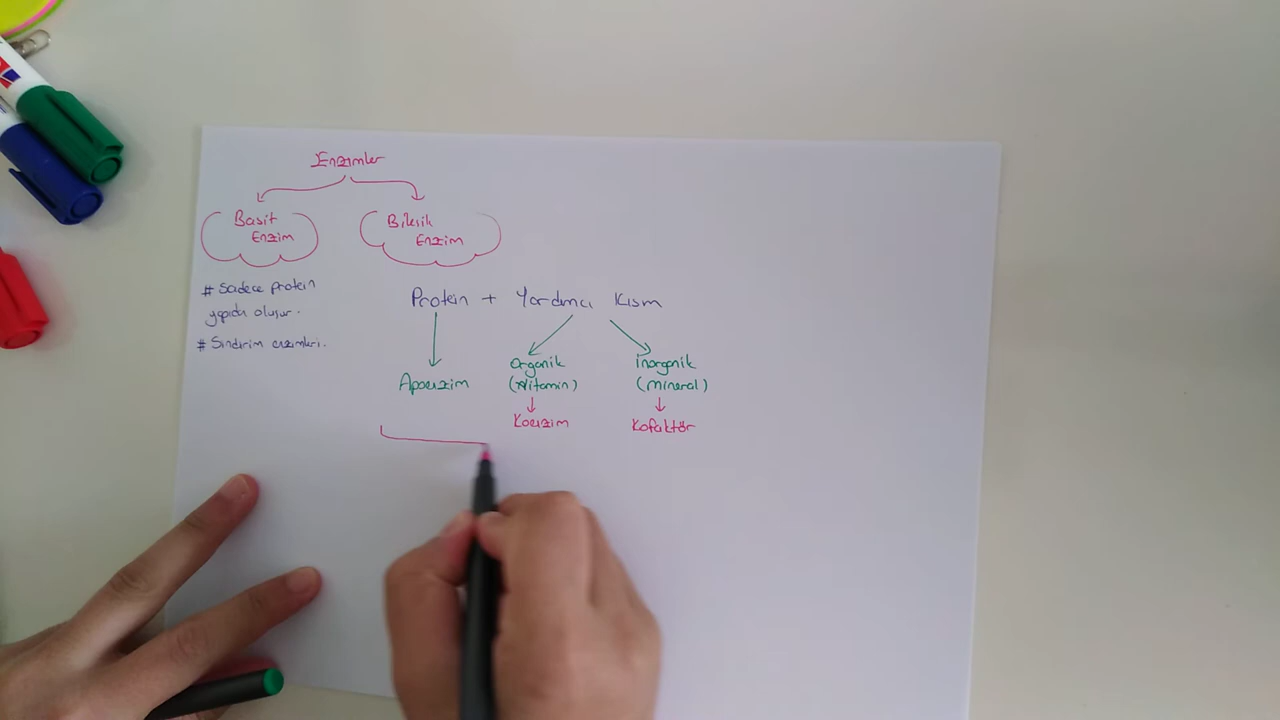 Enzimler
Basit
Enzim
Bileşik
Enzim
# Sadece protein
yapıda oluşur.
# Sindirim enzimleri.
Protein + Yardımcı Kısım
Apoenzim
Organik
(Vitamin)
Koenzim
İnorganik
(Mineral)
Kofaktör